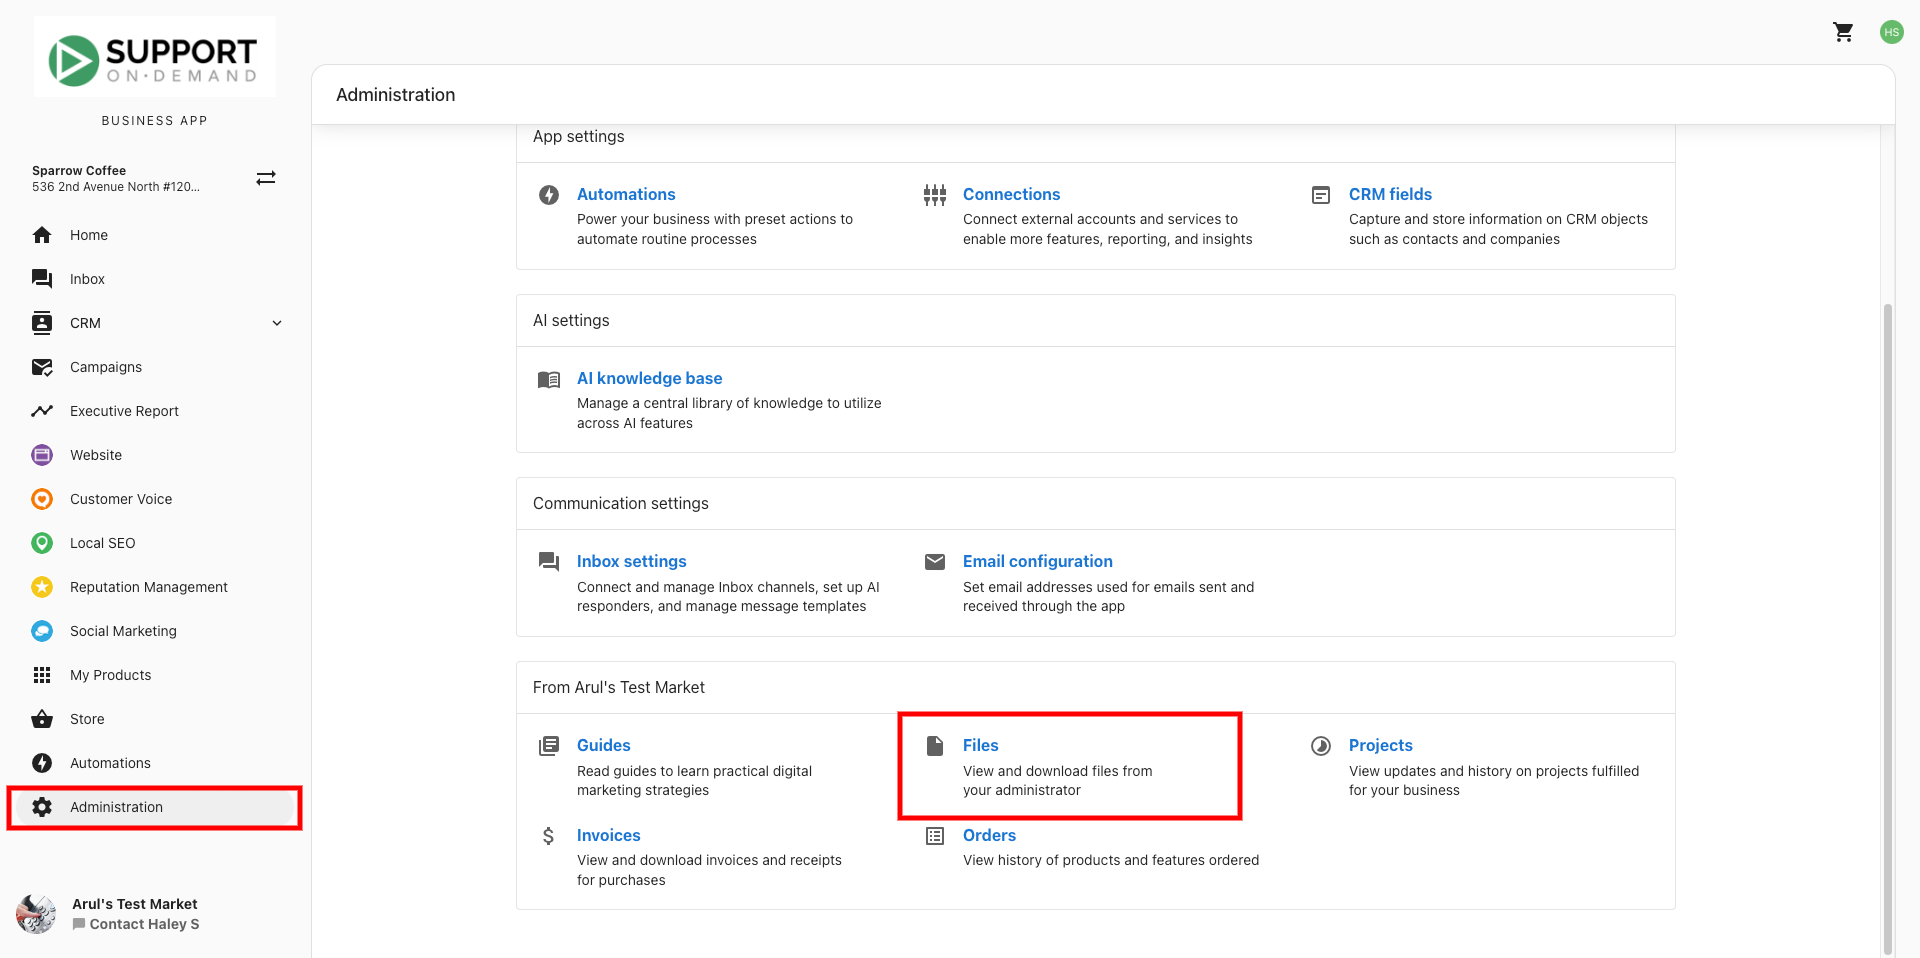 SUPPORT
ON·DEMAND
BUSINESS APP
Sparrow Coffee
536 2nd Avenue North #120...
Home
Inbox
CRM
Campaigns
Executive Report
Website
Customer Voice
Local SEO
Reputation Management
Social Marketing
My Products
Store
Automations
Administration
Arul's Test Market
Contact Haley S
HS
Administration
App settings
Automations
Power your business with preset actions to
automate routine processes
Connections
Connect external accounts and services to
enable more features, reporting, and insights
CRM fields
Capture and store information on CRM objects
such as contacts and companies
AI settings
AI knowledge base
Manage a central library of knowledge to utilize
across AI features
Communication settings
Inbox settings
Connect and manage Inbox channels, set up AI
responders, and manage message templates
Email configuration
Set email addresses used for emails sent and
received through the app
From Arul's Test Market
Guides
Read guides to learn practical digital
marketing strategies
Files
View and download files from
your administrator
Projects
View updates and history on projects fulfilled
for your business
Invoices
View and download invoices and receipts
for purchases
Orders
View history of products and features ordered